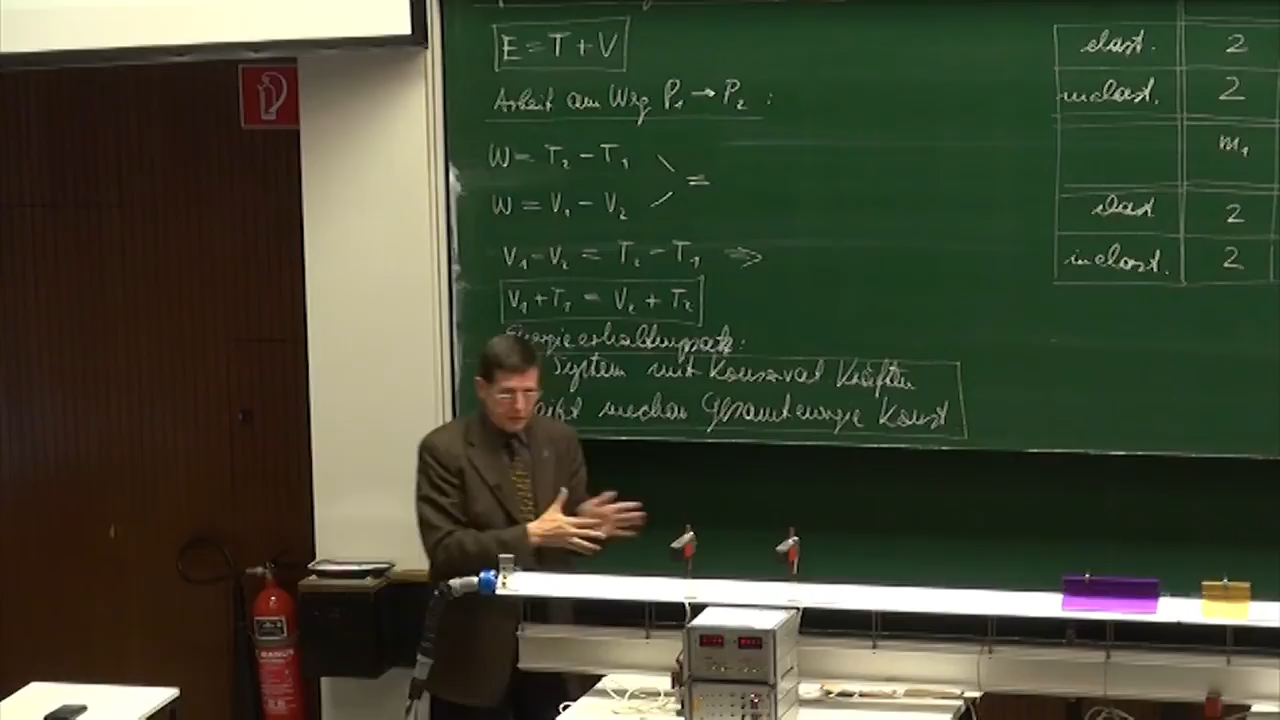 E = T + V
Arbeit am Weg P₁ → P₂ :
W = T₂ - T₁
=
W = V₁ - V₂
V₁ - V₂ = T₂ - T₁ ⇒
V₁ + T₁ = V₂ + T₂
Energieerhaltungssatz:
System mit Konservat Kräften
mechan Gesamtenergie Konst
elast. 2
inelast. 2
m₁
elast 2
inelast. 2